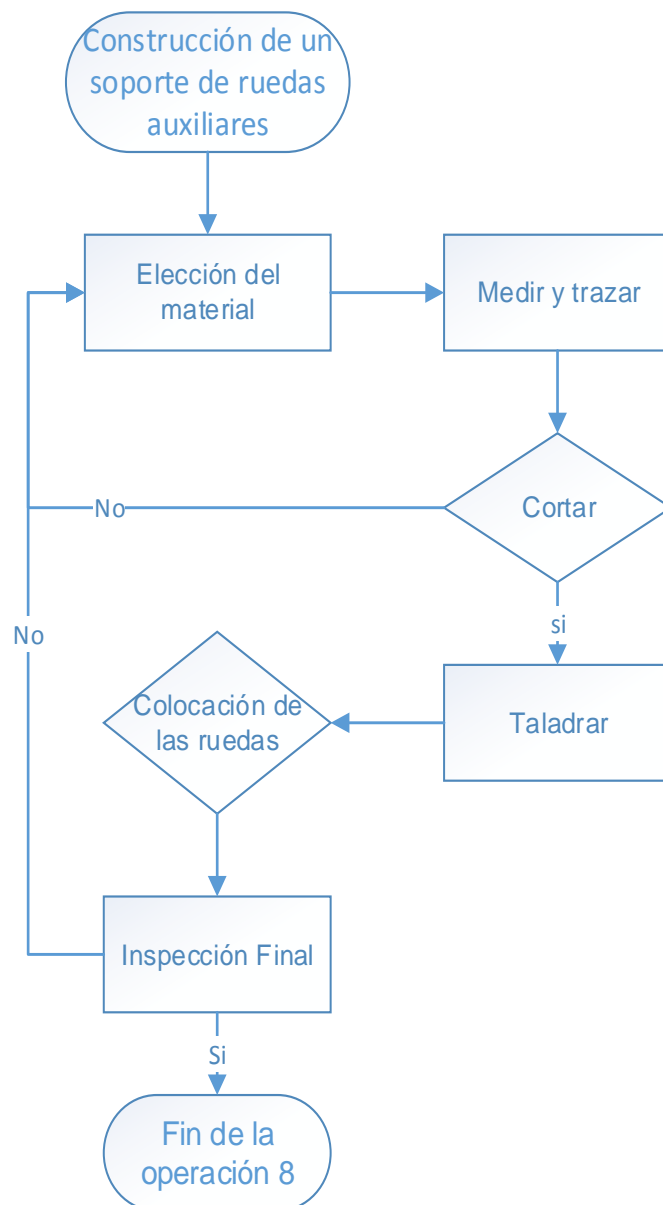 Construcción de un
soporte de ruedas
auxiliares
Elección del
material
Medir y trazar
Cortar
No
si
No
Colocación de
las ruedas
Taladrar
Inspección Final
Si
Fin de la
operación 8